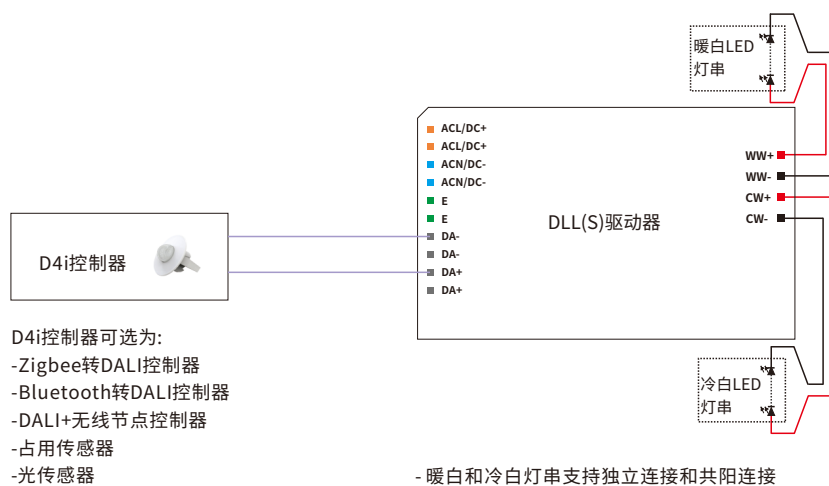 暖白LED
灯串
ACL/DC+
ACL/DC+
ACN/DC-
ACN/DC-
E
E
DA-
DA-
DA+
DA+
DLL(S)驱动器
WW+
WW-
CW+
CW-
D4i控制器
D4i控制器可选为:
-Zigbee转DALI控制器
-Bluetooth转DALI控制器
-DALI+无线节点控制器
-占用传感器
-光传感器
冷白LED
灯串
- 暖白和冷白灯串支持独立连接和共阳连接